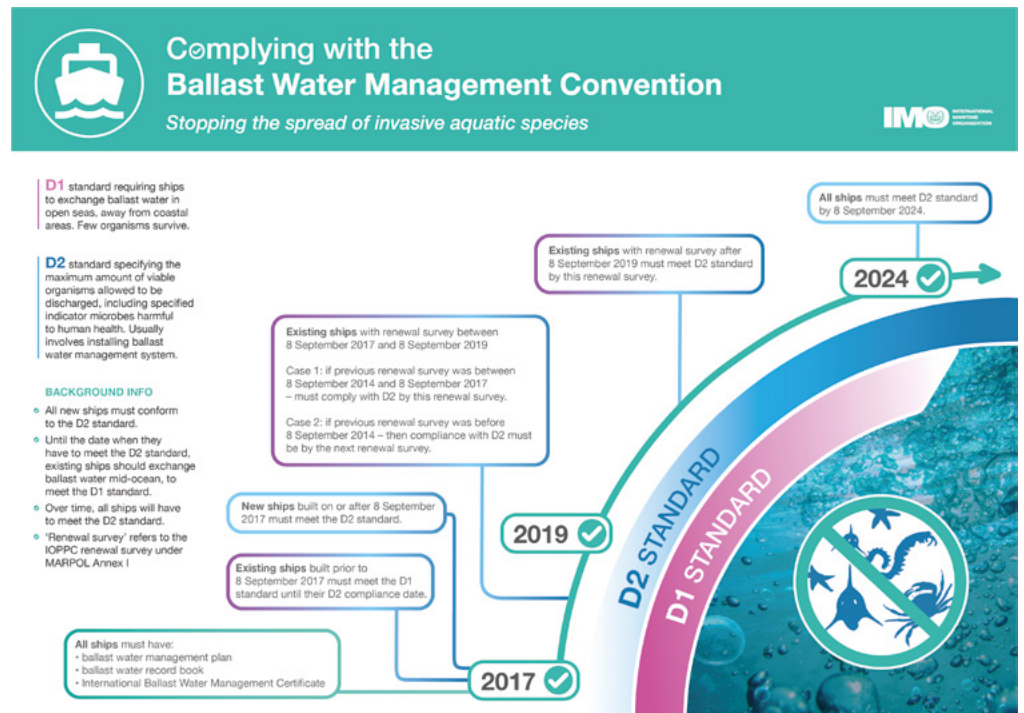 Complying with the
Ballast Water Management Convention
Stopping the spread of invasive aquatic species
IMO
INTERNATIONAL
MARITIME
ORGANIZATION
D1 standard requiring ships
to exchange ballast water in
open seas, away from coastal
areas. Few organisms survive.
D2 standard specifying the
maximum amount of viable
organisms allowed to be
discharged, including specified
indicator microbes harmful
to human health. Usually
involves installing ballast
water management system.
BACKGROUND INFO
All new ships must conform
to the D2 standard.
Until the date when they
have to meet the D2 standard,
existing ships should exchange
ballast water mid-ocean, to
meet the D1 standard.
Over time, all ships will have
to meet the D2 standard.
‘Renewal survey’ refers to the
IOPPC renewal survey under
MARPOL Annex I
All ships must meet D2 standard
by 8 September 2024.
2024
Existing ships with renewal survey after
8 September 2019 must meet D2 standard
by this renewal survey.
Existing ships with renewal survey between
8 September 2017 and 8 September 2019
Case 1: if previous renewal survey was between
8 September 2014 and 8 September 2017
– must comply with D2 by this renewal survey.
Case 2: if previous renewal survey was before
8 September 2014 – then compliance with D2 must
be by the next renewal survey.
2019
New ships built on or after 8 September
2017 must meet the D2 standard.
Existing ships built prior to
8 September 2017 must meet the D1
standard until their D2 compliance date.
All ships must have:
• ballast water management plan
• ballast water record book
• International Ballast Water Management Certificate
2017
D2 STANDARD
D1 STANDARD